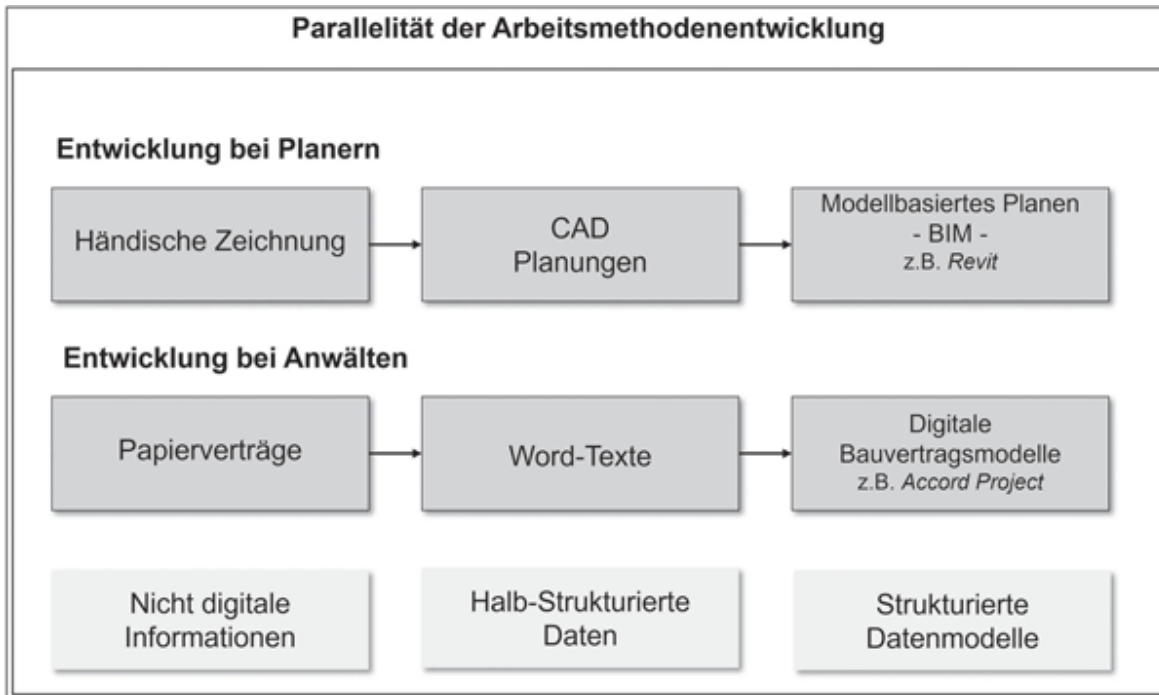 Parallelität der Arbeitsmethodenentwicklung
Entwicklung bei Planern
Händische Zeichnung
CAD
Planungen
Modellbasiertes Planen
- BIM -
z.B. Revit
Entwicklung bei Anwälten
Papierverträge
Word-Texte
Digitale
Bauvertragsmodelle
z.B. Accord Project
Nicht digitale
Informationen
Halb-Strukturierte
Daten
Strukturierte
Datenmodelle